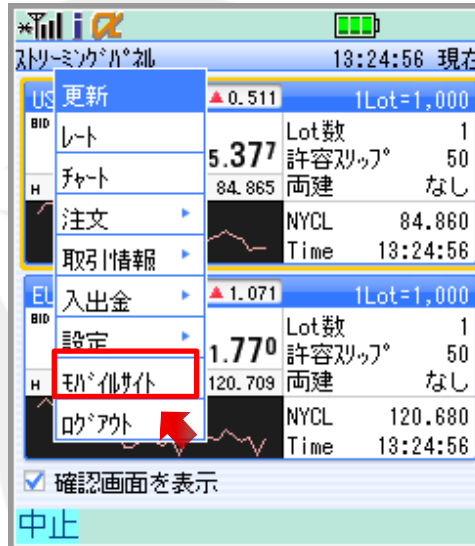 ストリーミングパネル 13:24:56 現在
US ▲0.511 1Lot=1,000
BID
更新
レート
チャート
注文
取引情報
入出金
設定
モバイルサイト
ログアウト
Lot数 1
5.377 許容スリップ 50
H 84.865 両建 なし
NYCL 84.860
Time 13:24:56
EU ▲1.071 1Lot=1,000
BID
Lot数 1
1.770 許容スリップ 50
H 120.709 両建 なし
NYCL 120.680
Time 13:24:56
確認画面を表示
中止